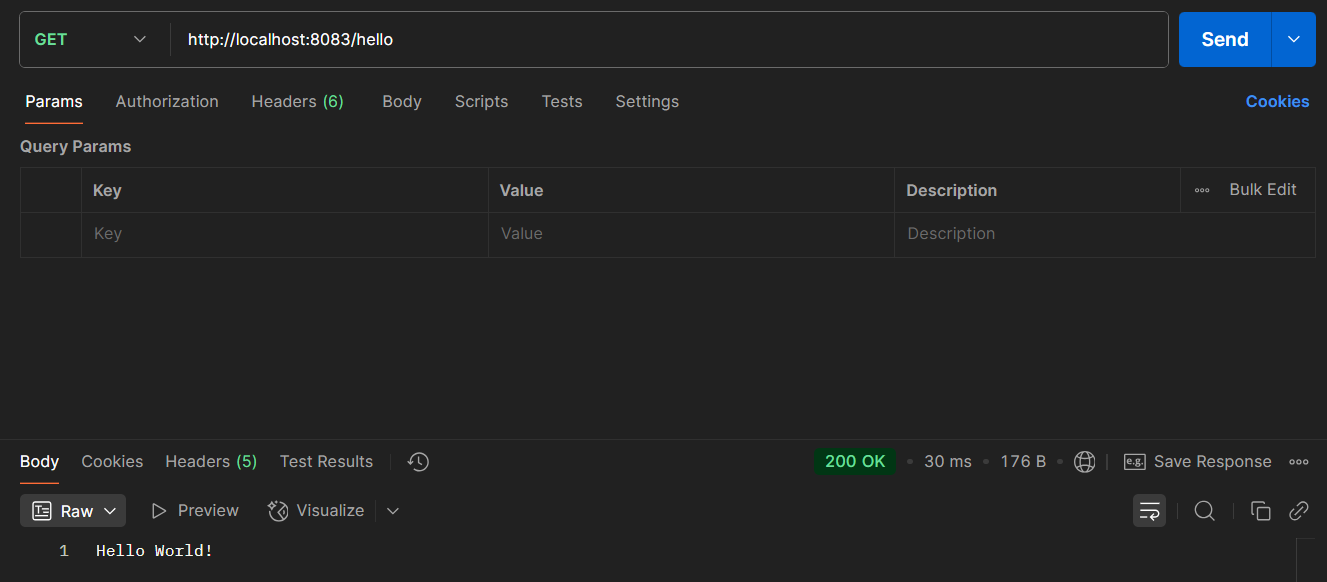 GET http://localhost:8083/hello Send
Params Authorization Headers (6) Body Scripts Tests Settings Cookies
Query Params
Key Value Description Bulk Edit
Key Value Description
Body Cookies Headers (5) Test Results 200 OK 30 ms 176 B e.g. Save Response
Raw Preview Visualize
1 Hello World!